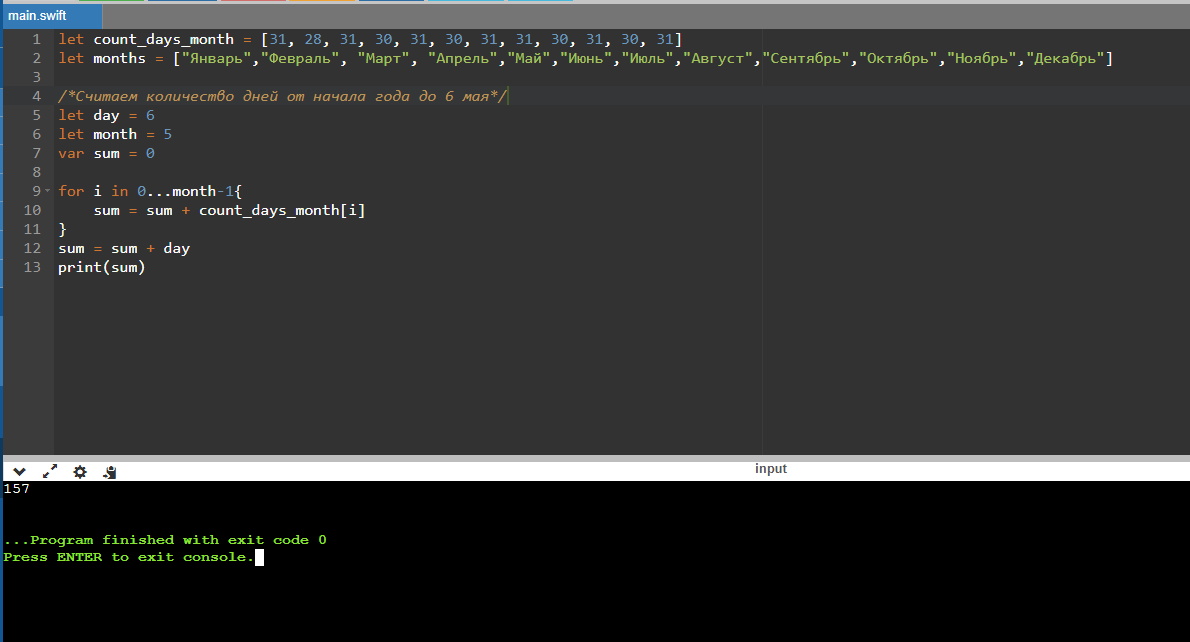 main.swift
1 let count_days_month = [31, 28, 31, 30, 31, 30, 31, 31, 30, 31, 30, 31]
2 let months = ["Январь","Февраль", "Март", "Апрель","Май","Июнь","Июль","Август","Сентябрь","Октябрь","Ноябрь","Декабрь"]
3
4 /*Считаем количество дней от начала года до 6 мая*/
5 let day = 6
6 let month = 5
7 var sum = 0
8
9 for i in 0...month-1{
10     sum = sum + count_days_month[i]
11 }
12 sum = sum + day
13 print(sum)
input
157
...Program finished with exit code 0
Press ENTER to exit console.